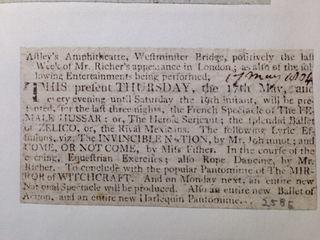 Astley's Amphitheatre, Westminster Bridge, positively the last
Week of Mr. Richer's appearance in London; as also of the fol-
lowing Entertainments being performed,
17 May 1804
THIS present THURSDAY, the 17th May, and
every evening until Saturday the 19th instant, will be pre-
sented, for the last three nights, the French Spectacle of THE FE-
MALE HUSSAR: or, The Heroic Serjeant; the splendid Ballet
of ZELICO, or, the Rival Mexicans. The following Lyric Ef-
fusions, viz. The INVINCIBLE NATION, by Mr. Johannot; and
COME, OR NOT COME, by Miss Fisher. In the course of the
evening, Equestrian Exercises; also Rope Dancing, by Mr.
Richer. To conclude with the popular Pantomime of The MIR-
ROR of WITCHCRAFT. And on Monday next, an entire new
National Spectacle will be produced. Also an entire new Ballet of
Action, and an entire new Harlequin Pantomime.